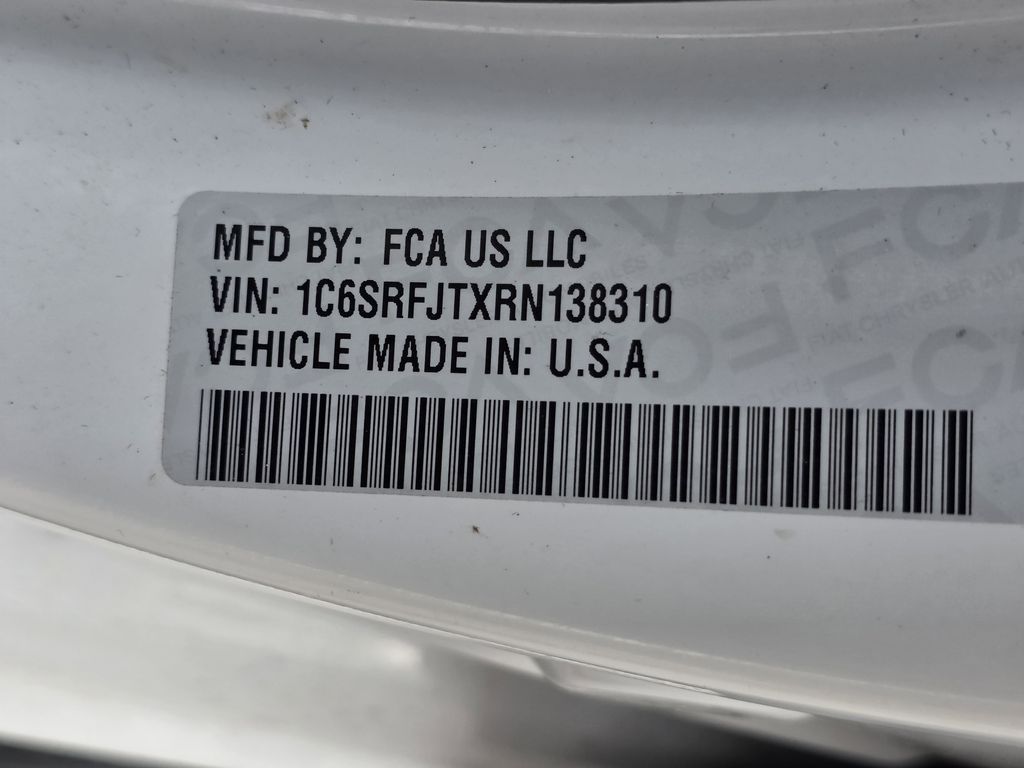 MFD BY: FCA US LLC
VIN: 1C6SRFJTXRN138310
VEHICLE MADE IN: U.S.A.